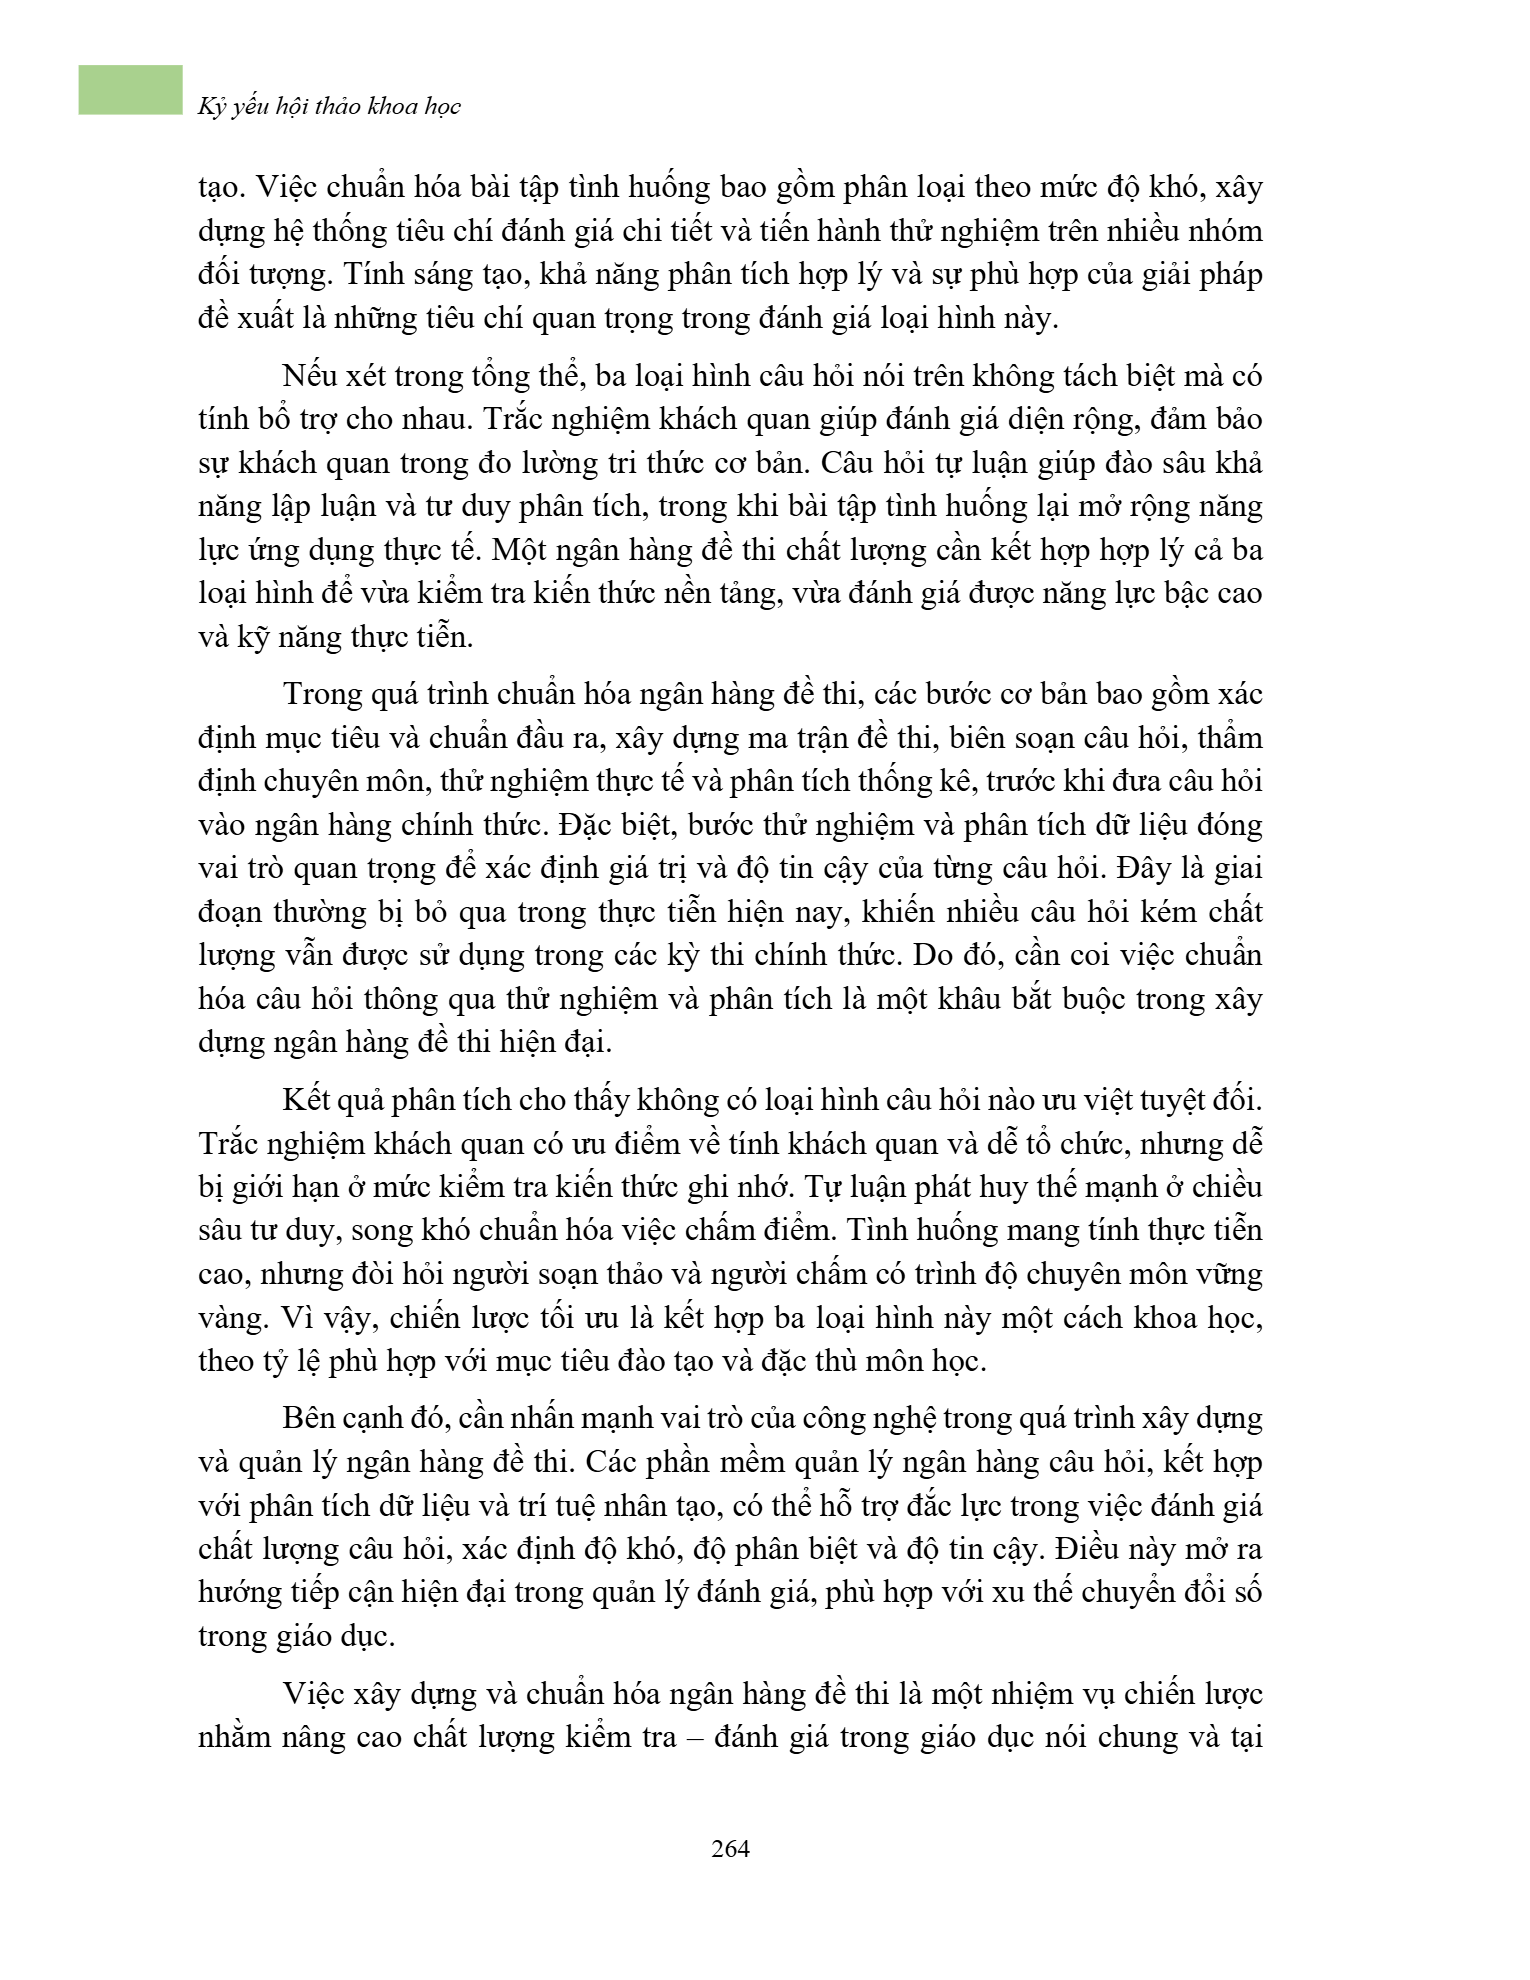 Kỷ yếu hội thảo khoa học
tạo. Việc chuẩn hóa bài tập tình huống bao gồm phân loại theo mức độ khó, xây
dựng hệ thống tiêu chí đánh giá chi tiết và tiến hành thử nghiệm trên nhiều nhóm
đối tượng. Tính sáng tạo, khả năng phân tích hợp lý và sự phù hợp của giải pháp
đề xuất là những tiêu chí quan trọng trong đánh giá loại hình này.
Nếu xét trong tổng thể, ba loại hình câu hỏi nói trên không tách biệt mà có
tính bổ trợ cho nhau. Trắc nghiệm khách quan giúp đánh giá diện rộng, đảm bảo
sự khách quan trong đo lường tri thức cơ bản. Câu hỏi tự luận giúp đào sâu khả
năng lập luận và tư duy phân tích, trong khi bài tập tình huống lại mở rộng năng
lực ứng dụng thực tế. Một ngân hàng đề thi chất lượng cần kết hợp hợp lý cả ba
loại hình để vừa kiểm tra kiến thức nền tảng, vừa đánh giá được năng lực bậc cao
và kỹ năng thực tiễn.
Trong quá trình chuẩn hóa ngân hàng đề thi, các bước cơ bản bao gồm xác
định mục tiêu và chuẩn đầu ra, xây dựng ma trận đề thi, biên soạn câu hỏi, thẩm
định chuyên môn, thử nghiệm thực tế và phân tích thống kê, trước khi đưa câu hỏi
vào ngân hàng chính thức. Đặc biệt, bước thử nghiệm và phân tích dữ liệu đóng
vai trò quan trọng để xác định giá trị và độ tin cậy của từng câu hỏi. Đây là giai
đoạn thường bị bỏ qua trong thực tiễn hiện nay, khiến nhiều câu hỏi kém chất
lượng vẫn được sử dụng trong các kỳ thi chính thức. Do đó, cần coi việc chuẩn
hóa câu hỏi thông qua thử nghiệm và phân tích là một khâu bắt buộc trong xây
dựng ngân hàng đề thi hiện đại.
Kết quả phân tích cho thấy không có loại hình câu hỏi nào ưu việt tuyệt đối.
Trắc nghiệm khách quan có ưu điểm về tính khách quan và dễ tổ chức, nhưng dễ
bị giới hạn ở mức kiểm tra kiến thức ghi nhớ. Tự luận phát huy thế mạnh ở chiều
sâu tư duy, song khó chuẩn hóa việc chấm điểm. Tình huống mang tính thực tiễn
cao, nhưng đòi hỏi người soạn thảo và người chấm có trình độ chuyên môn vững
vàng. Vì vậy, chiến lược tối ưu là kết hợp ba loại hình này một cách khoa học,
theo tỷ lệ phù hợp với mục tiêu đào tạo và đặc thù môn học.
Bên cạnh đó, cần nhấn mạnh vai trò của công nghệ trong quá trình xây dựng
và quản lý ngân hàng đề thi. Các phần mềm quản lý ngân hàng câu hỏi, kết hợp
với phân tích dữ liệu và trí tuệ nhân tạo, có thể hỗ trợ đắc lực trong việc đánh giá
chất lượng câu hỏi, xác định độ khó, độ phân biệt và độ tin cậy. Điều này mở ra
hướng tiếp cận hiện đại trong quản lý đánh giá, phù hợp với xu thế chuyển đổi số
trong giáo dục.
Việc xây dựng và chuẩn hóa ngân hàng đề thi là một nhiệm vụ chiến lược
nhằm nâng cao chất lượng kiểm tra – đánh giá trong giáo dục nói chung và tại
264